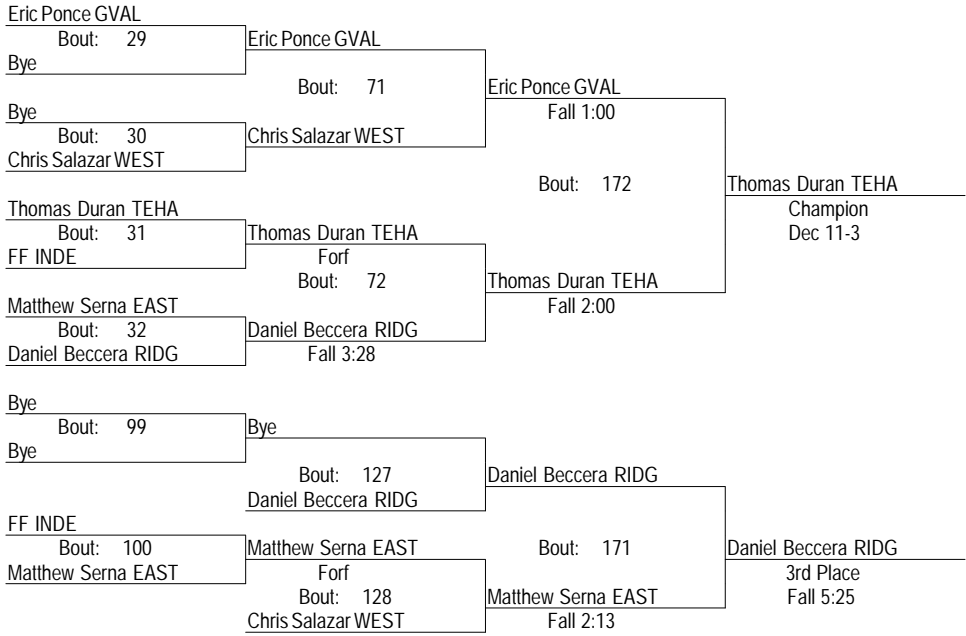 Eric Ponce GVAL
Bout: 29
Eric Ponce GVAL
Bye
Bout: 71
Eric Ponce GVAL
Bye
Fall 1:00
Bout: 30
Chris Salazar WEST
Chris Salazar WEST
Bout: 172
Thomas Duran TEHA
Thomas Duran TEHA
Champion
Bout: 31
Thomas Duran TEHA
Dec 11-3
FF INDE
Forf
Bout: 72
Thomas Duran TEHA
Matthew Serna EAST
Fall 2:00
Bout: 32
Daniel Beccera RIDG
Daniel Beccera RIDG
Fall 3:28
Bye
Bout: 99
Bye
Bye
Bout: 127
Daniel Beccera RIDG
Daniel Beccera RIDG
FF INDE
Bout: 100
Matthew Serna EAST
Bout: 171
Daniel Beccera RIDG
Matthew Serna EAST
Forf
3rd Place
Bout: 128
Matthew Serna EAST
Fall 5:25
Chris Salazar WEST
Fall 2:13